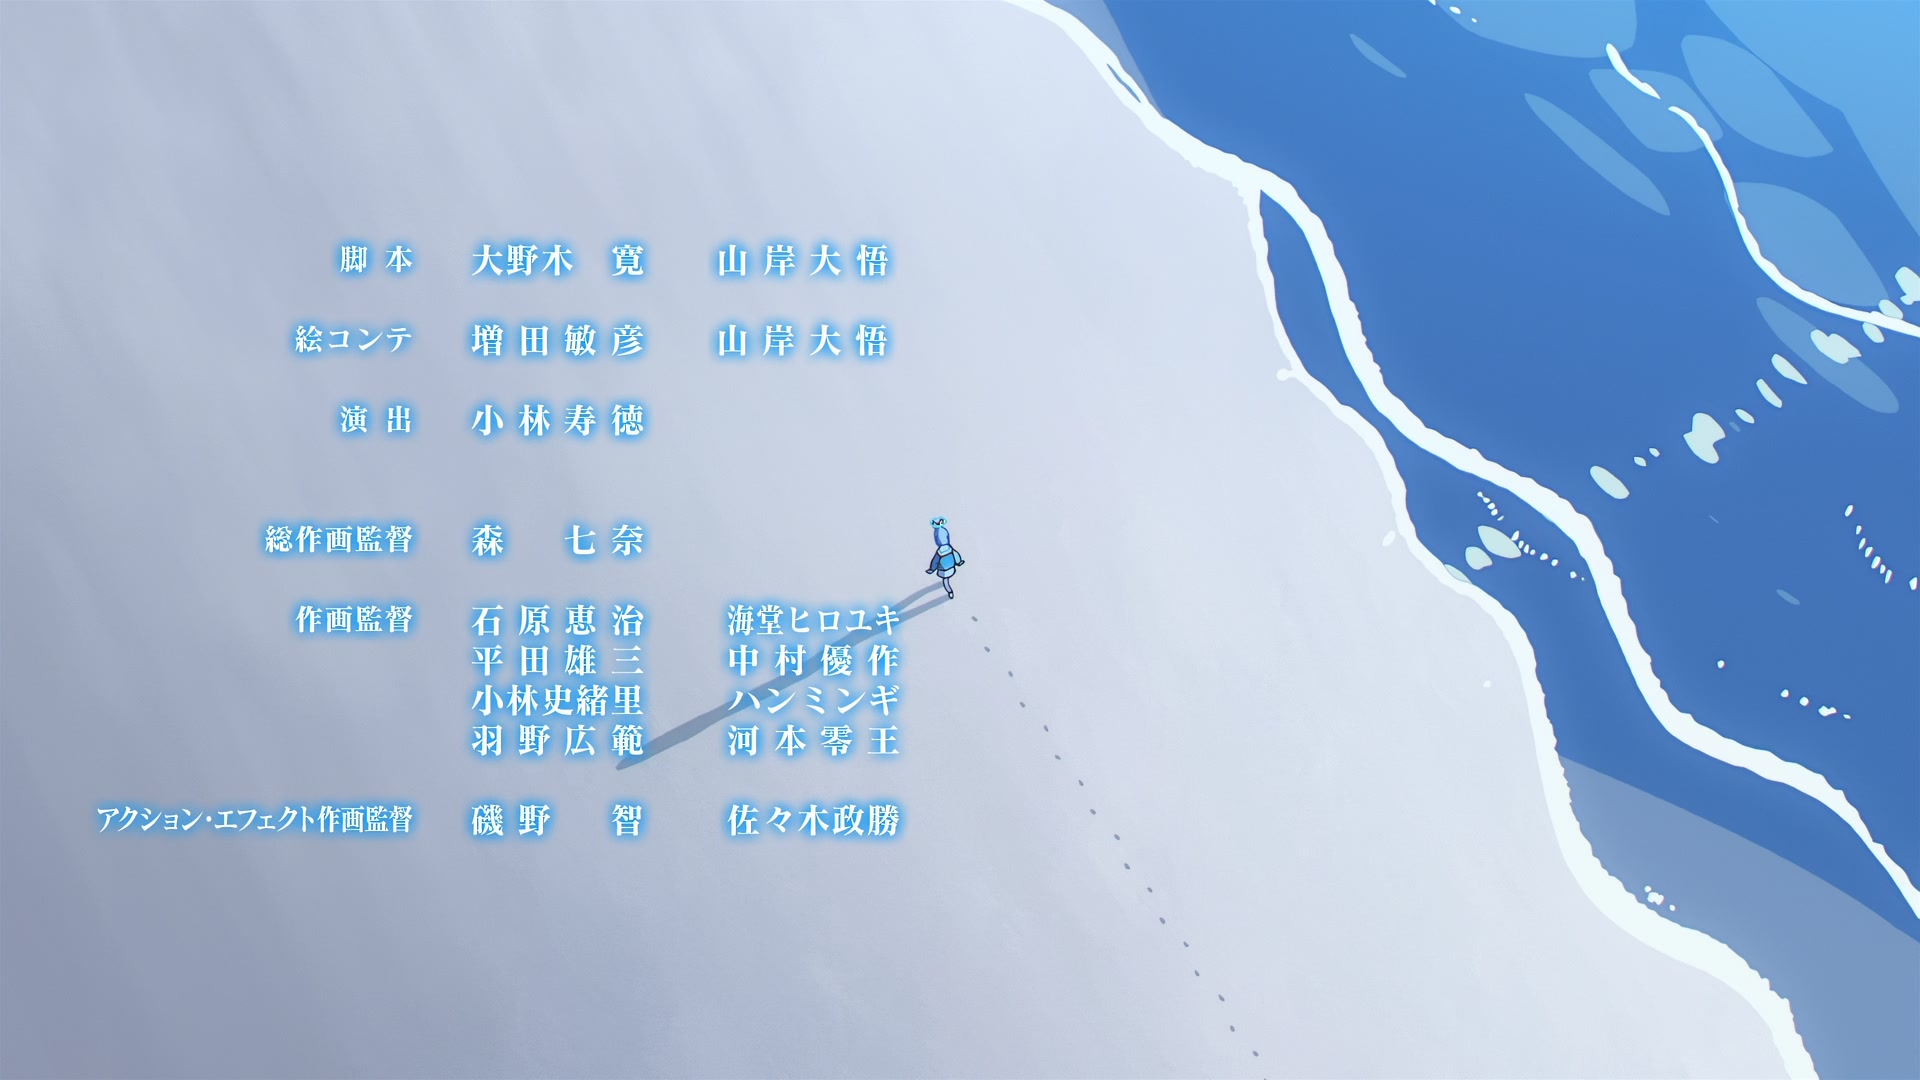 脚本 大野木 寛 山岸大悟
絵コンテ 増田敏彦 山岸大悟
演出 小林寿徳
総作画監督 森 七奈
作画監督 石原恵治 海堂ヒロユキ
平田雄三 中村優作
小林史緒里 ハンミンギ
羽野広範 河本零王
アクション・エフェクト作画監督 磯野 智 佐々木政勝